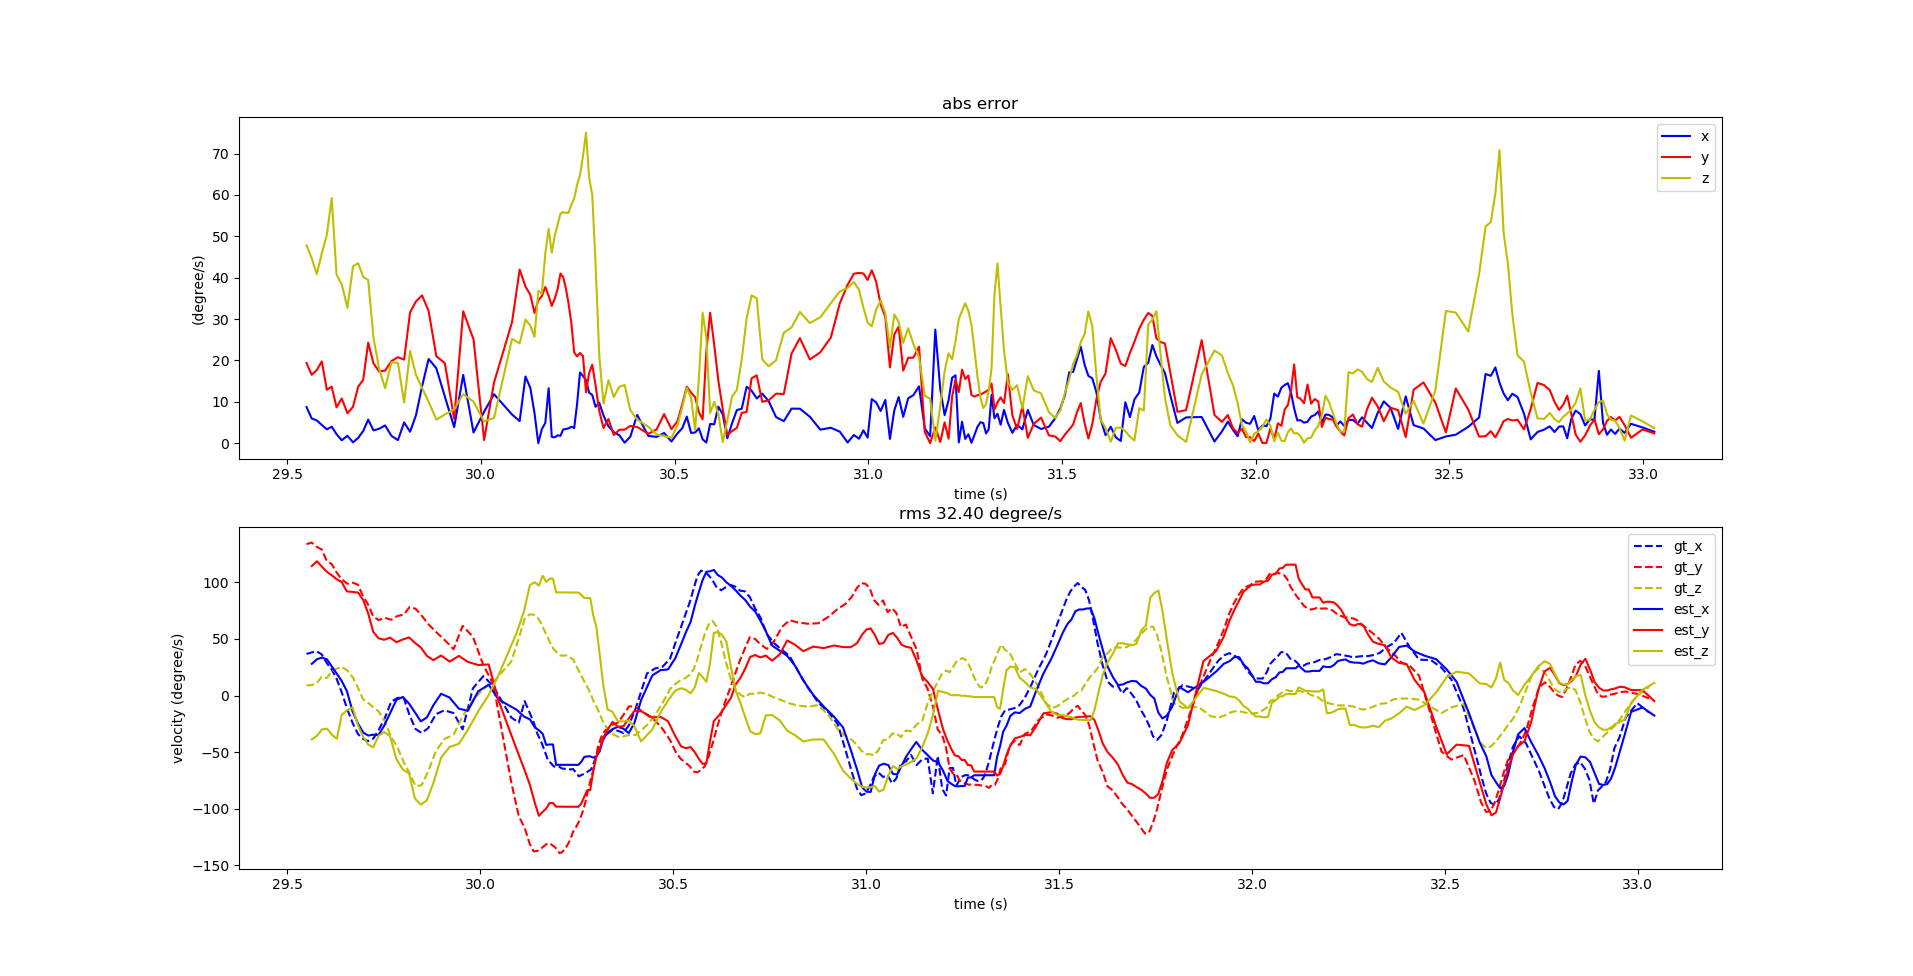 abs error
(degree/s)
70
60
50
40
30
20
10
0
x
y
z
29.5 30.0 30.5 31.0 31.5 32.0 32.5 33.0
time (s)
rms 32.40 degree/s
velocity (degree/s)
100
50
0
−50
−100
−150
gt_x
gt_y
gt_z
est_x
est_y
est_z
29.5 30.0 30.5 31.0 31.5 32.0 32.5 33.0
time (s)